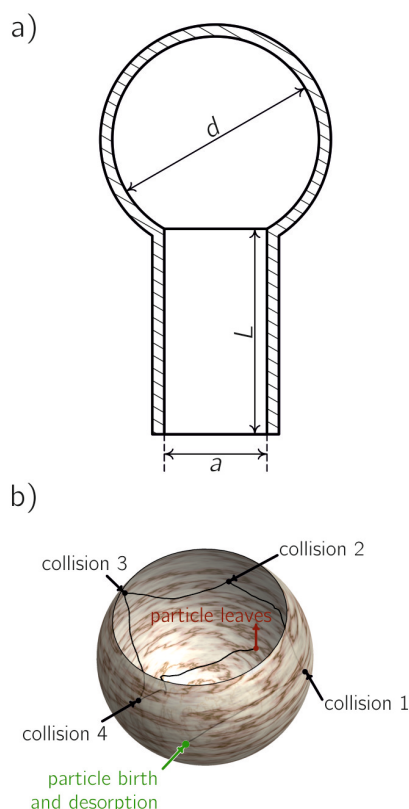 a)
d
L
a
b)
collision 3
collision 2
particle leaves
collision 1
collision 4
particle birth
and desorption